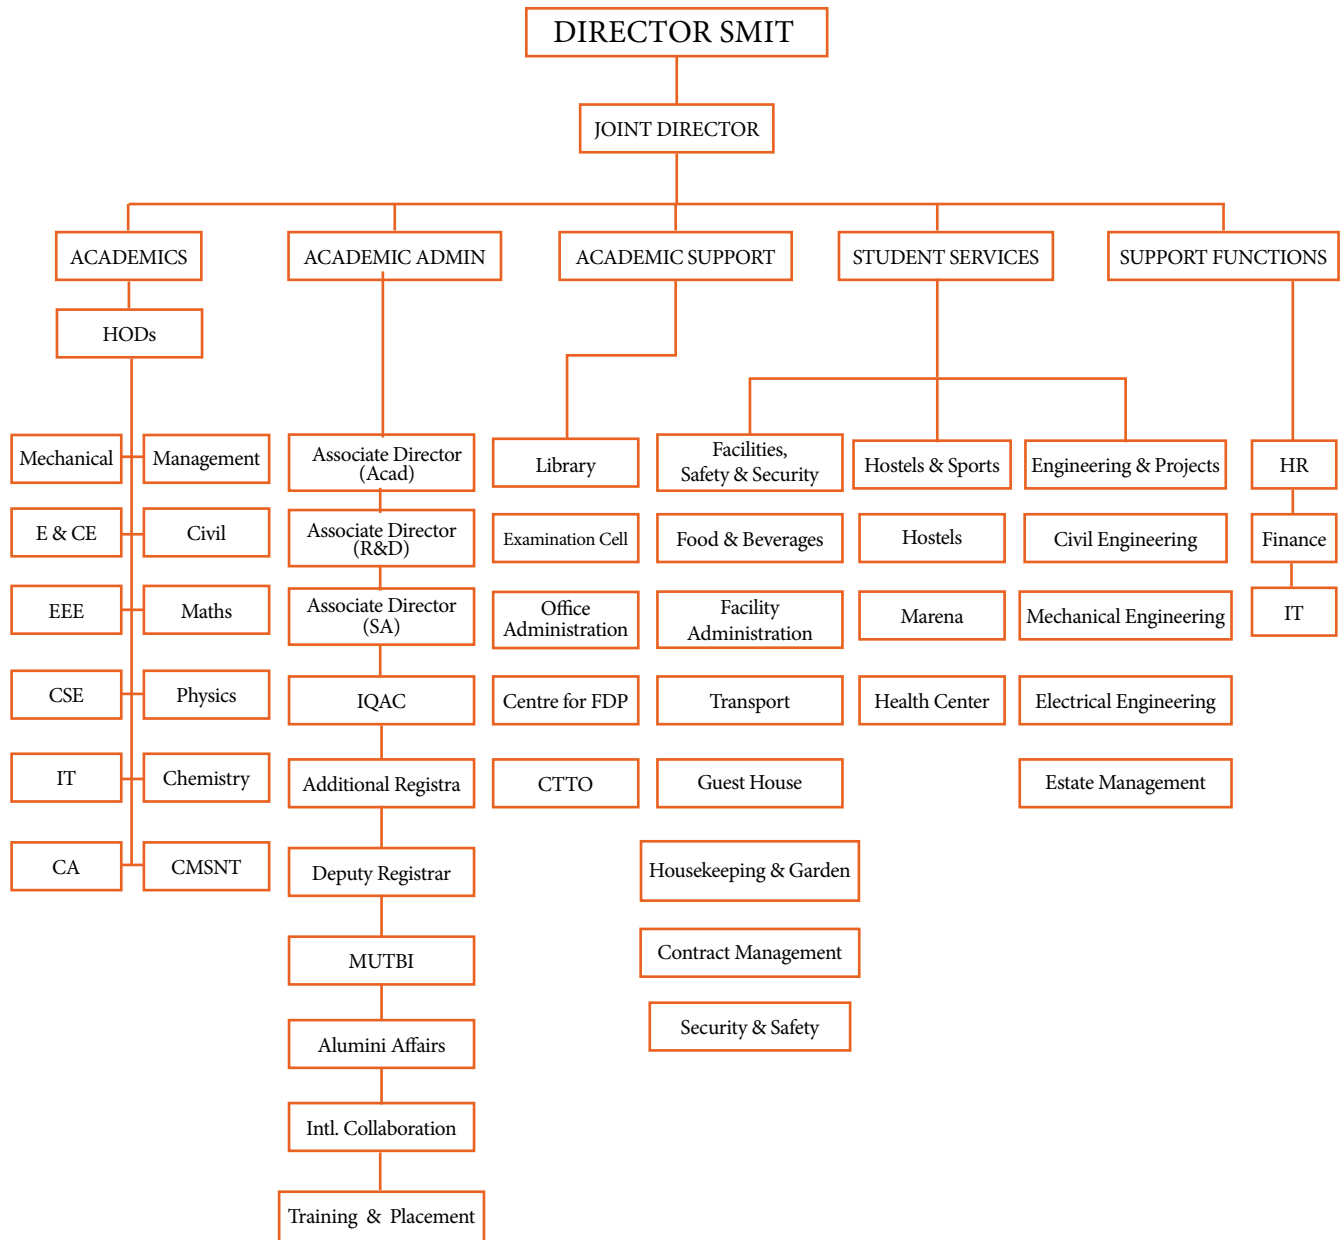 DIRECTOR SMIT
JOINT DIRECTOR
ACADEMICS
ACADEMIC ADMIN
ACADEMIC SUPPORT
STUDENT SERVICES
SUPPORT FUNCTIONS
HODs
Mechanical
Management
E & CE
Civil
EEE
Maths
CSE
Physics
IT
Chemistry
CA
CMSNT
Associate Director
(Acad)
Associate Director
(R&D)
Associate Director
(SA)
IQAC
Additional Registra
Deputy Registrar
MUTBI
Alumini Affairs
Intl. Collaboration
Training & Placement
Library
Examination Cell
Office
Administration
Centre for FDP
CTTO
Facilities,
Safety & Security
Food & Beverages
Facility
Administration
Transport
Guest House
Housekeeping & Garden
Contract Management
Security & Safety
Hostels & Sports
Hostels
Marena
Health Center
Engineering & Projects
Civil Engineering
Mechanical Engineering
Electrical Engineering
Estate Management
HR
Finance
IT